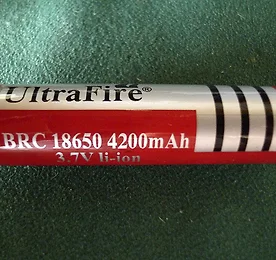 UltraFire®
BRC 18650 4200mAh
3.7V li-ion